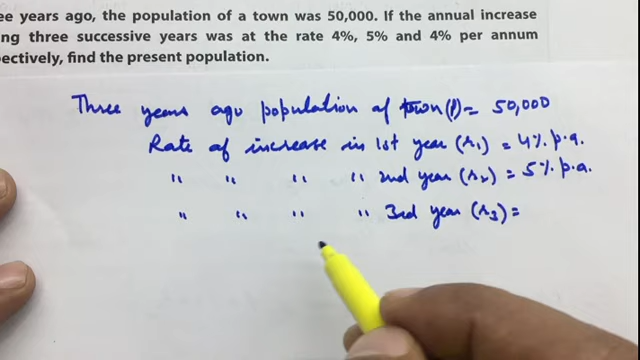 ee years ago, the population of a town was 50,000. If the annual increase
ng three successive years was at the rate 4%, 5% and 4% per annum
ectively, find the present population.
Three years ago population of town (P) = 50,000
Rate of increase in 1st year (r₁) = 4% p.a.
" " " " 2nd year (r₂) = 5% p.a.
" " " " 3rd year (r₃) =